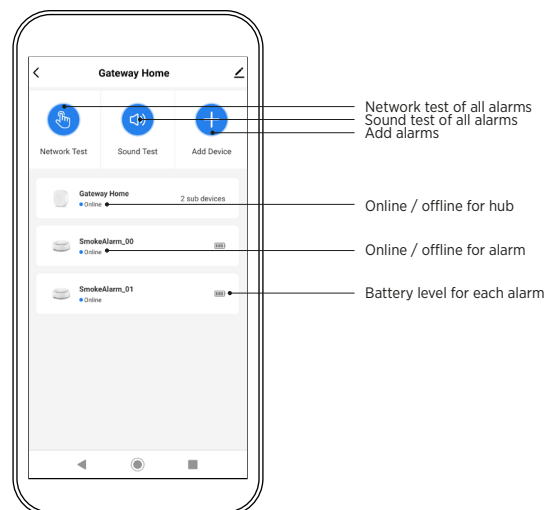 Gateway Home
Network Test Sound Test Add Device
Gateway Home
Online
2 sub devices
SmokeAlarm_00
Online
SmokeAlarm_01
Online
Network test of all alarms
Sound test of all alarms
Add alarms
Online / offline for hub
Online / offline for alarm
Battery level for each alarm